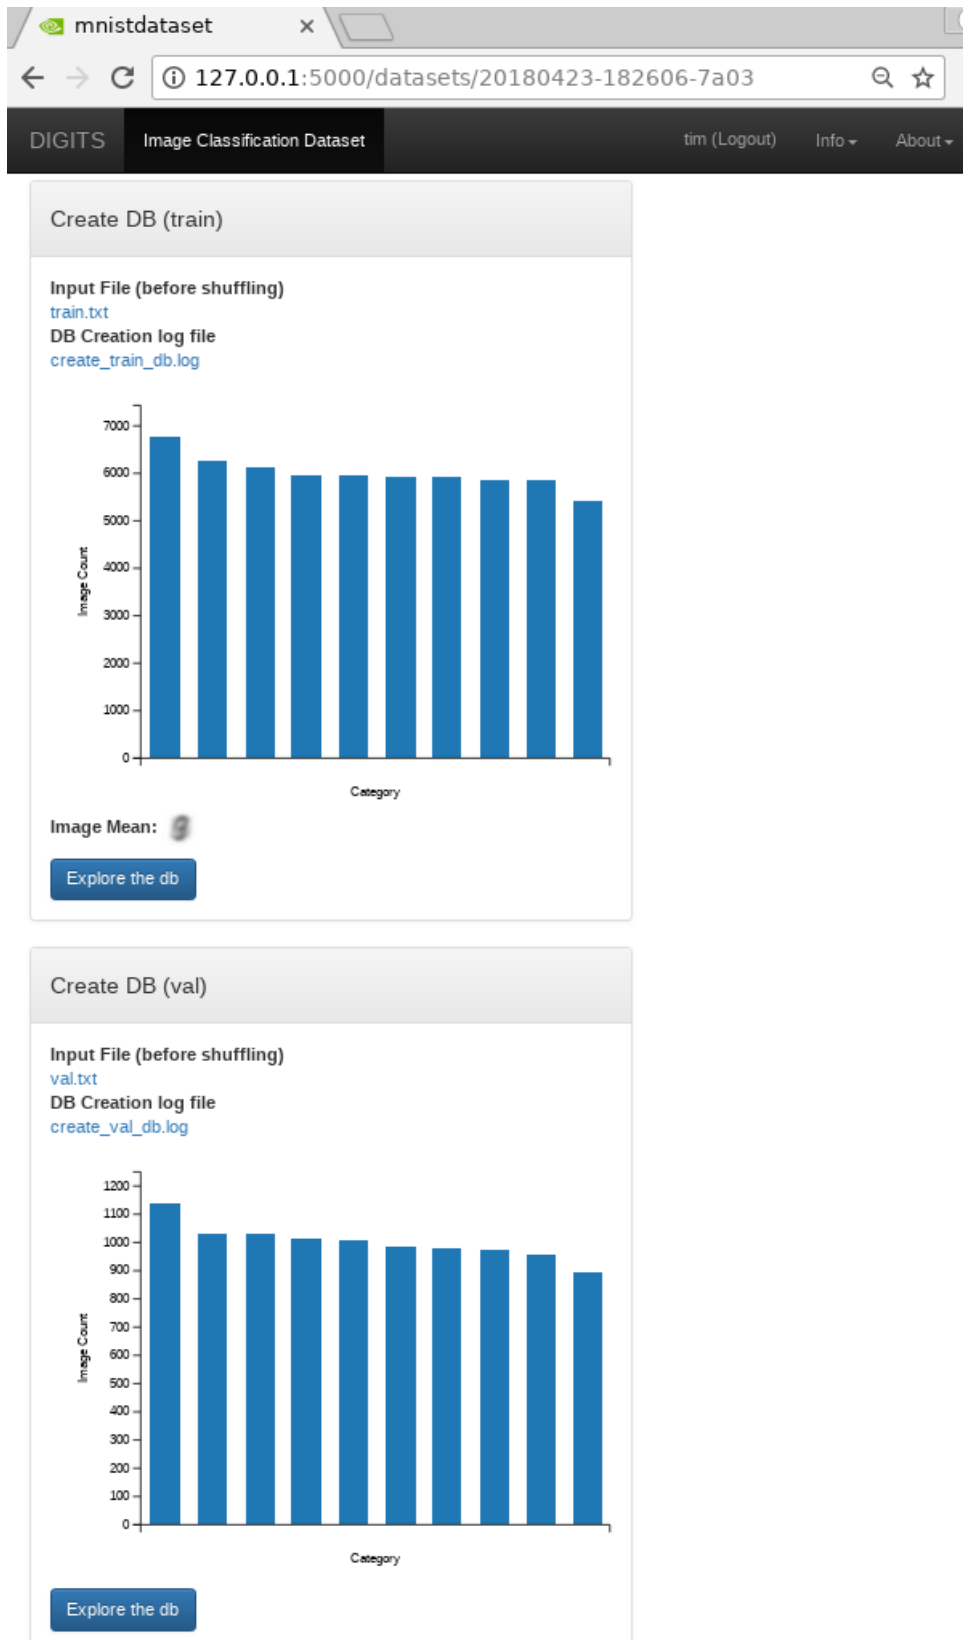 mnistdataset
127.0.0.1:5000/datasets/20180423-182606-7a03
DIGITS Image Classification Dataset tim (Logout) Info About
Create DB (train)
Input File (before shuffling)
train.txt
DB Creation log file
create_train_db.log
7000
6000
5000
4000
3000
2000
1000
0
Image Count
Category
Image Mean:
Explore the db
Create DB (val)
Input File (before shuffling)
val.txt
DB Creation log file
create_val_db.log
1200
1100
1000
900
800
700
600
500
400
300
200
100
0
Image Count
Category
Explore the db